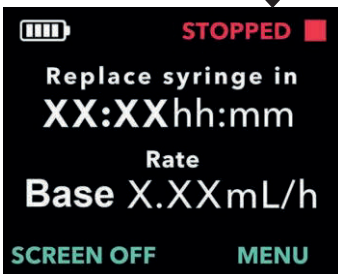 STOPPED
Replace syringe in
XX:XXhh:mm
Rate
Base X.XXmL/h
SCREEN OFF MENU